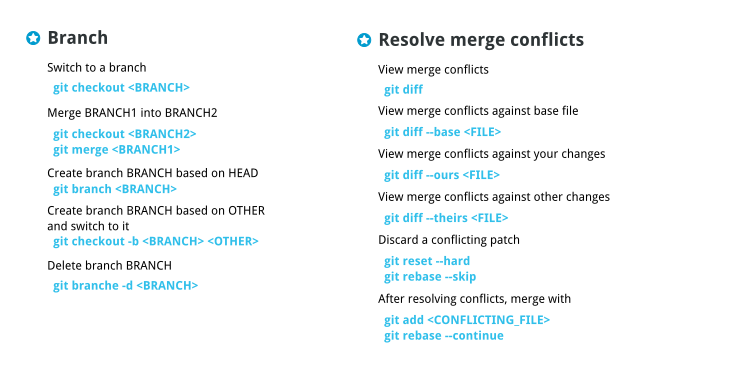 Branch
Switch to a branch
git checkout <BRANCH>
Merge BRANCH1 into BRANCH2
git checkout <BRANCH2>
git merge <BRANCH1>
Create branch BRANCH based on HEAD
git branch <BRANCH>
Create branch BRANCH based on OTHER
and switch to it
git checkout -b <BRANCH> <OTHER>
Delete branch BRANCH
git branche -d <BRANCH>
Resolve merge conflicts
View merge conflicts
git diff
View merge conflicts against base file
git diff --base <FILE>
View merge conflicts against your changes
git diff --ours <FILE>
View merge conflicts against other changes
git diff --theirs <FILE>
Discard a conflicting patch
git reset --hard
git rebase --skip
After resolving conflicts, merge with
git add <CONFLICTING_FILE>
git rebase --continue